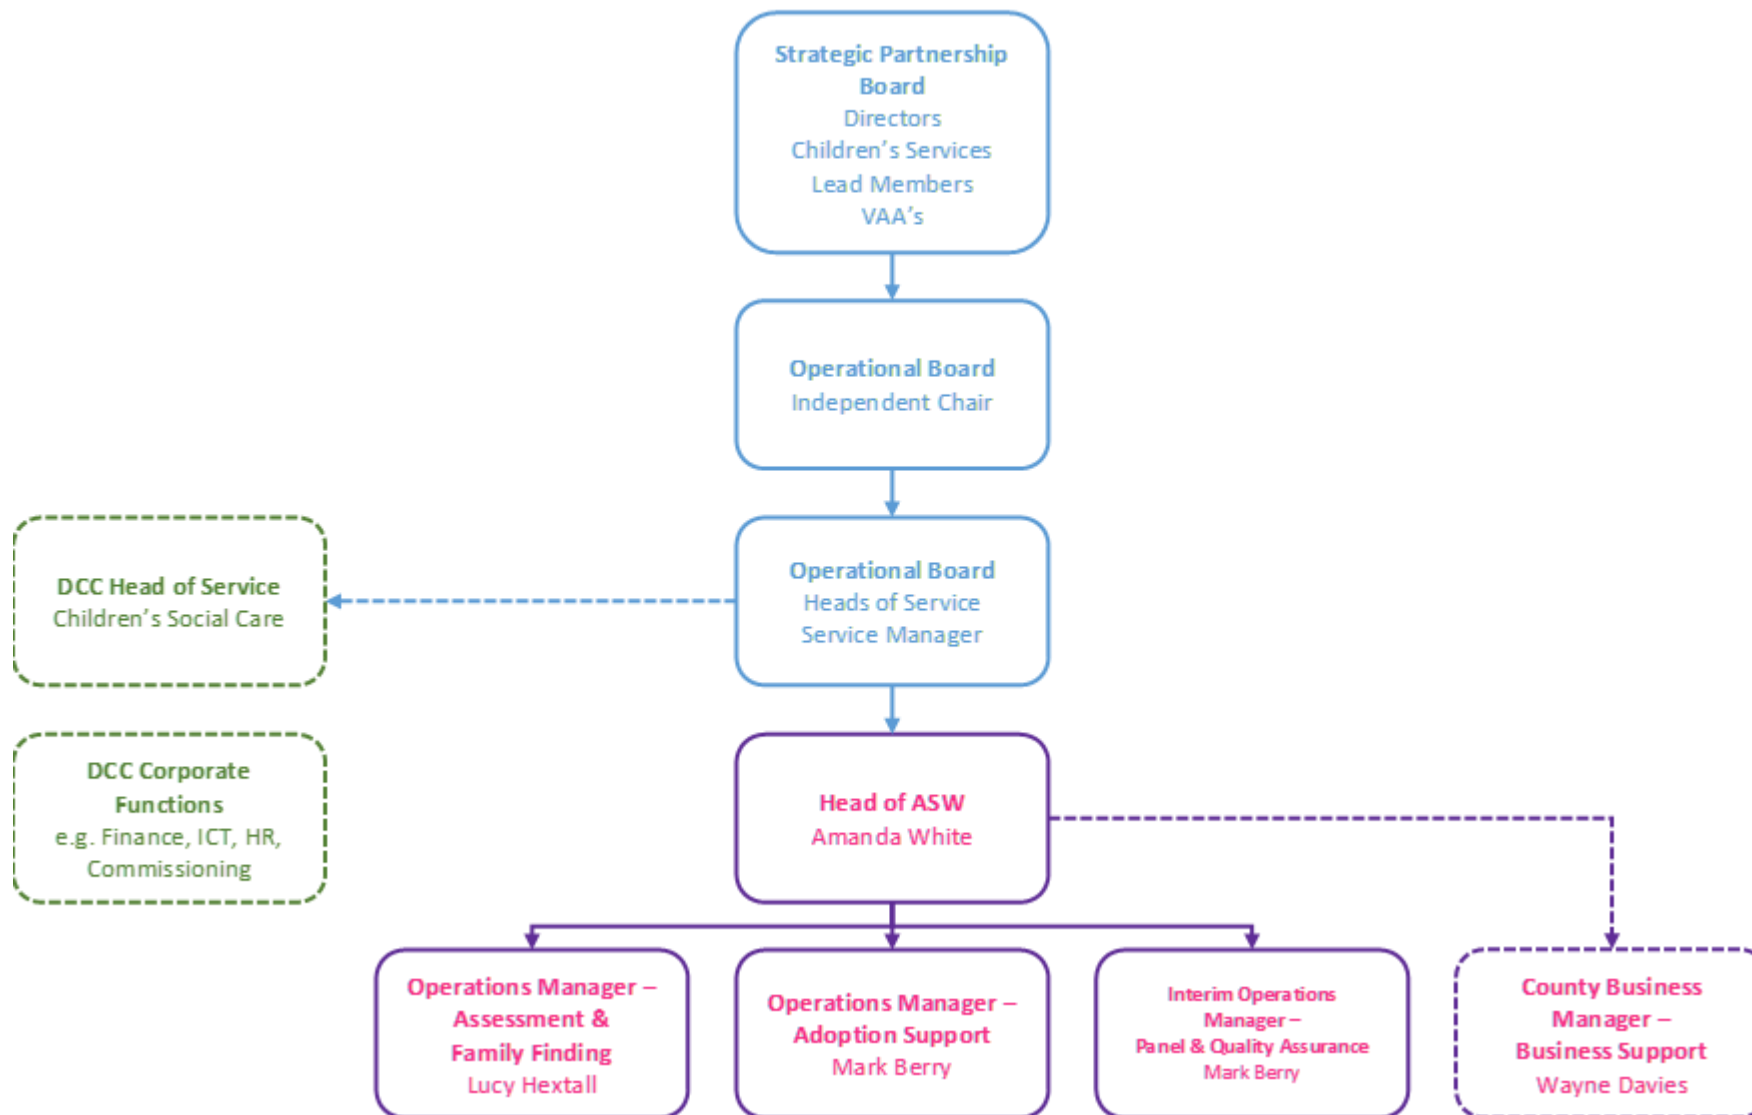 Strategic Partnership
Board
Directors
Children's Services
Lead Members
VAA's
Operational Board
Independent Chair
DCC Head of Service
Children's Social Care
Operational Board
Heads of Service
Service Manager
DCC Corporate
Functions
e.g. Finance, ICT, HR,
Commissioning
Head of ASW
Amanda White
Operations Manager –
Assessment &
Family Finding
Lucy Hextall
Operations Manager –
Adoption Support
Mark Berry
Interim Operations
Manager –
Panel & Quality Assurance
Mark Berry
County Business
Manager –
Business Support
Wayne Davies